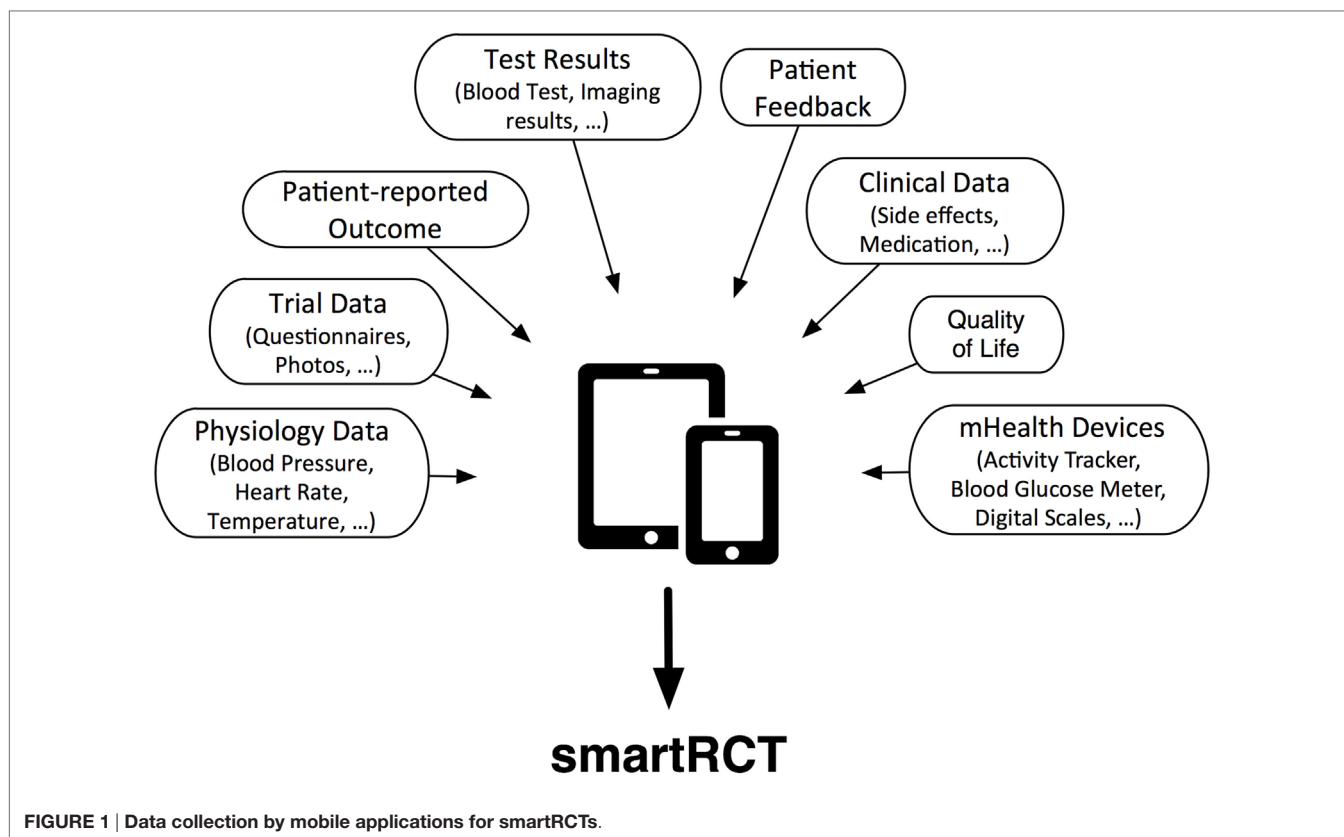 Test Results
(Blood Test, Imaging
results, ...)
Patient
Feedback
Patient-reported
Outcome
Clinical Data
(Side effects,
Medication, ...)
Trial Data
(Questionnaires,
Photos, ...)
Quality
of Life
Physiology Data
(Blood Pressure,
Heart Rate,
Temperature, ...)
mHealth Devices
(Activity Tracker,
Blood Glucose Meter,
Digital Scales, ...)
smartRCT
FIGURE 1 | Data collection by mobile applications for smartRCTs.